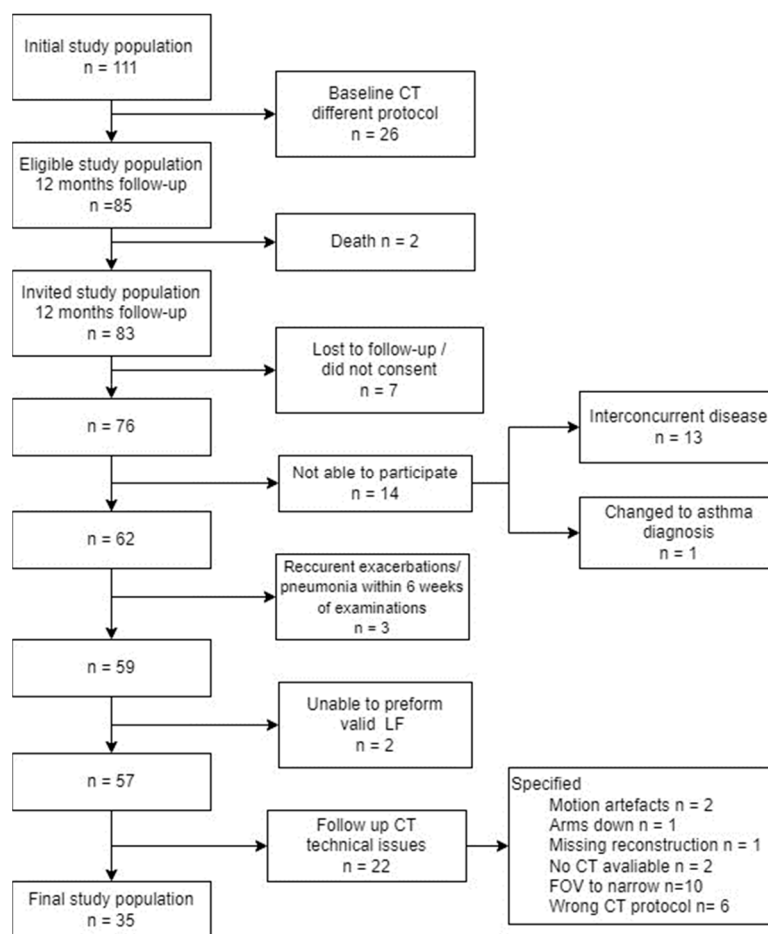 Initial study population
n = 111
Baseline CT
different protocol
n = 26
Eligible study population
12 months follow-up
n =85
Death n = 2
Invited study population
12 months follow-up
n = 83
Lost to follow-up /
did not consent
n = 7
n = 76
Interconcurrent disease
n = 13
Not able to participate
n = 14
Changed to asthma
diagnosis
n = 1
n = 62
Reccurent exacerbations/
pneumonia within 6 weeks
of examinations
n = 3
n = 59
Unable to preform
valid LF
n = 2
n = 57
Follow up CT
technical issues
n = 22
Specified
Motion artefacts n = 2
Arms down n = 1
Missing reconstruction n = 1
No CT avaliable n = 2
FOV to narrow n=10
Wrong CT protocol n= 6
Final study population
n = 35